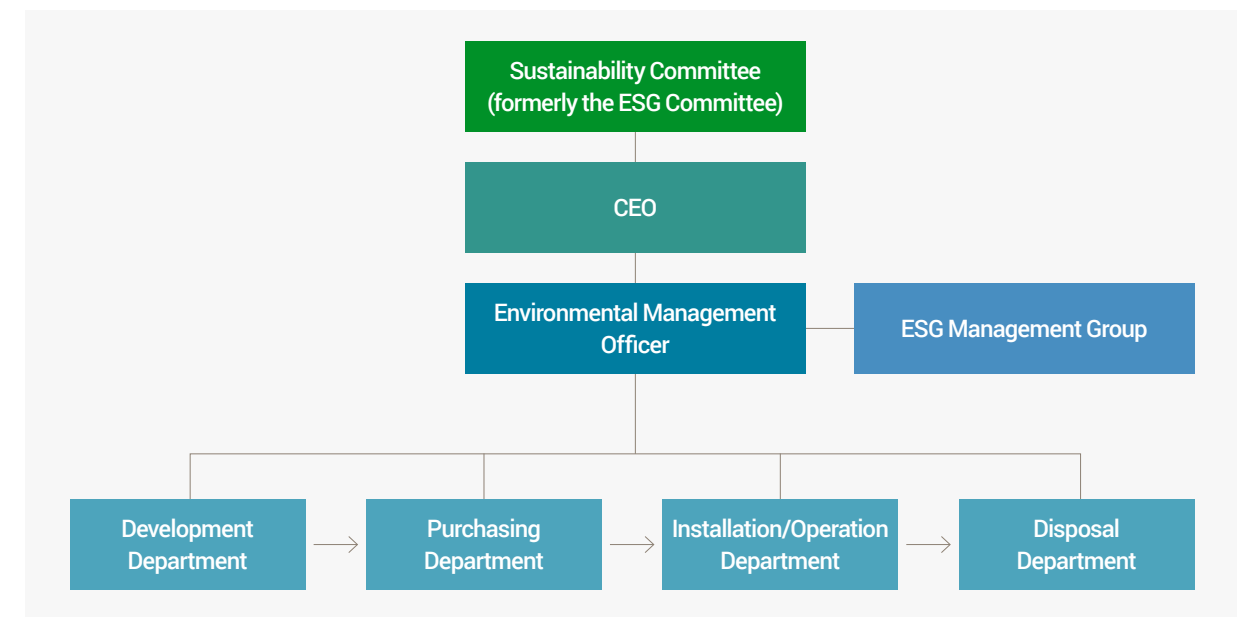 Sustainability Committee
(formerly the ESG Committee)
CEO
Environmental Management
Officer
ESG Management Group
Development
Department
Purchasing
Department
Installation/Operation
Department
Disposal
Department